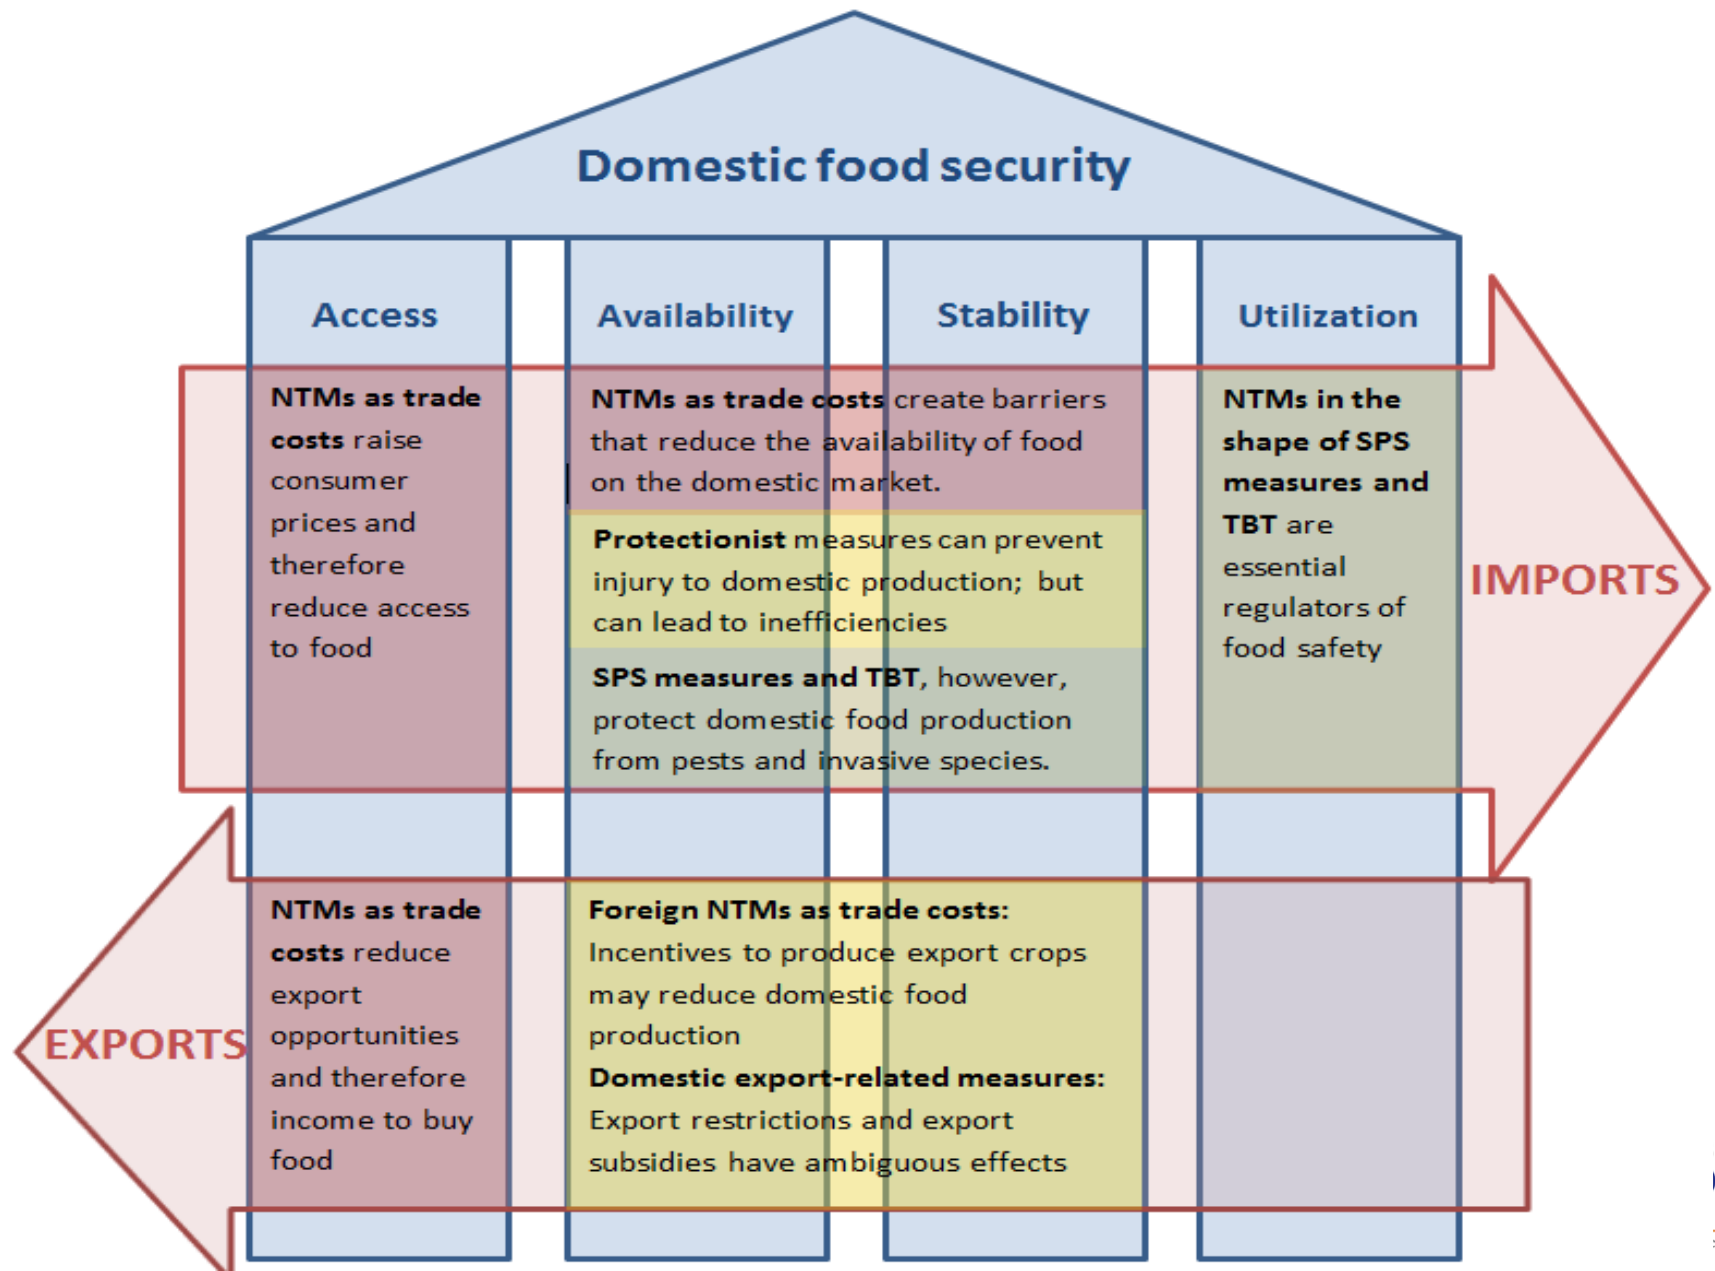 Domestic food security
Access
Availability
Stability
Utilization
NTMs as trade
costs raise
consumer
prices and
therefore
reduce access
to food
NTMs as trade costs create barriers
that reduce the availability of food
on the domestic market.
Protectionist measures can prevent
injury to domestic production; but
can lead to inefficiencies
SPS measures and TBT, however,
protect domestic food production
from pests and invasive species.
NTMs in the
shape of SPS
measures and
TBT are
essential
regulators of
food safety
IMPORTS
EXPORTS
NTMs as trade
costs reduce
export
opportunities
and therefore
income to buy
food
Foreign NTMs as trade costs:
Incentives to produce export crops
may reduce domestic food
production
Domestic export-related measures:
Export restrictions and export
subsidies have ambiguous effects